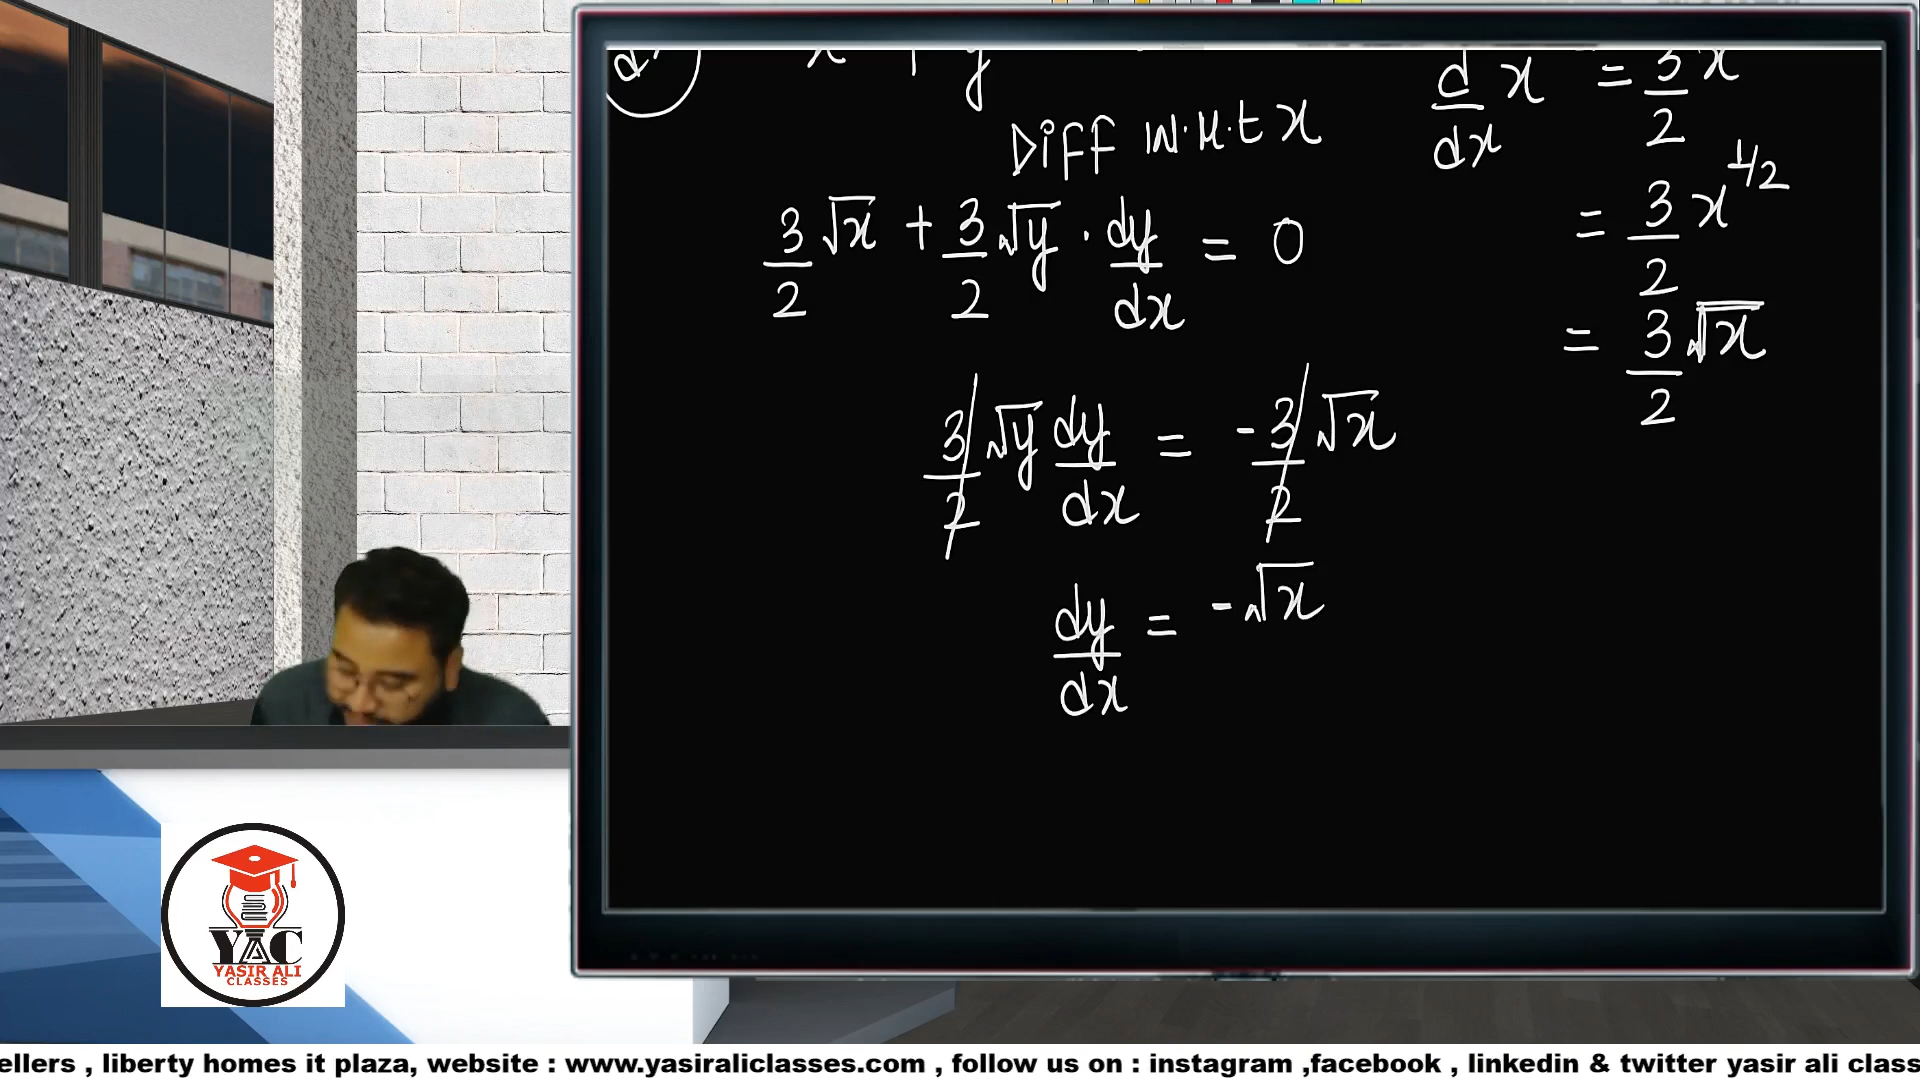 x + y
Diff w.r.t x
3/2 √x + 3/2 √y · dy/dx = 0
3/2 √y dy/dx = -3/2 √x
dy/dx = -√x
d/dx x = 3/2 x
= 3/2 x^1/2
= 3/2 √x
YAC
YASIR ALI
CLASSES
ellers , liberty homes it plaza, website : www.yasiraliclasses.com , follow us on : instagram ,facebook , linkedin & twitter yasir ali class